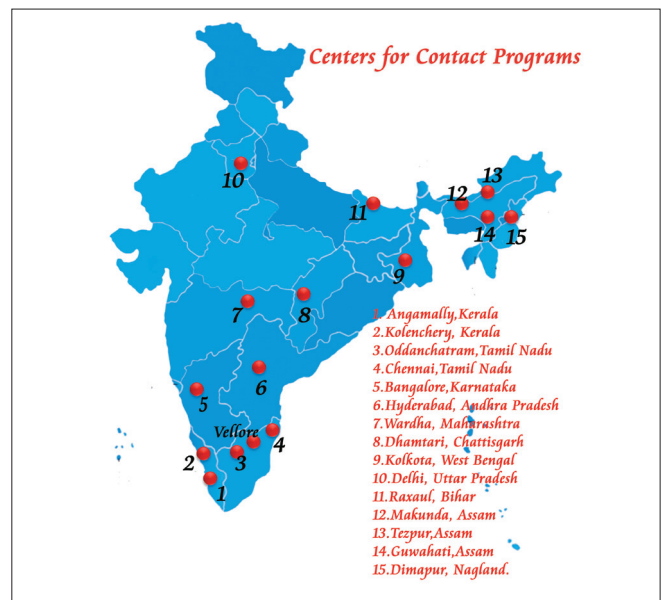 Centers for Contact Programs
10
11
12
13
14
15
9
7
8
6
5
Vellore
4
2
3
1
1. Angamally,Kerala
2.Kolenchery, Kerala
3.Oddanchatram,Tamil Nadu
4.Chennai,Tamil Nadu
5.Bangalore,Karnataka
6.Hyderabad, Andhra Pradesh
7.Wardha, Maharashtra
8.Dhamtari, Chattisgarh
9.Kolkota, West Bengal
10.Delhi, Uttar Pradesh
11.Raxaul, Bihar
12.Makunda, Assam
13.Tezpur,Assam
14.Guwahati,Assam
15.Dimapur, Nagland.